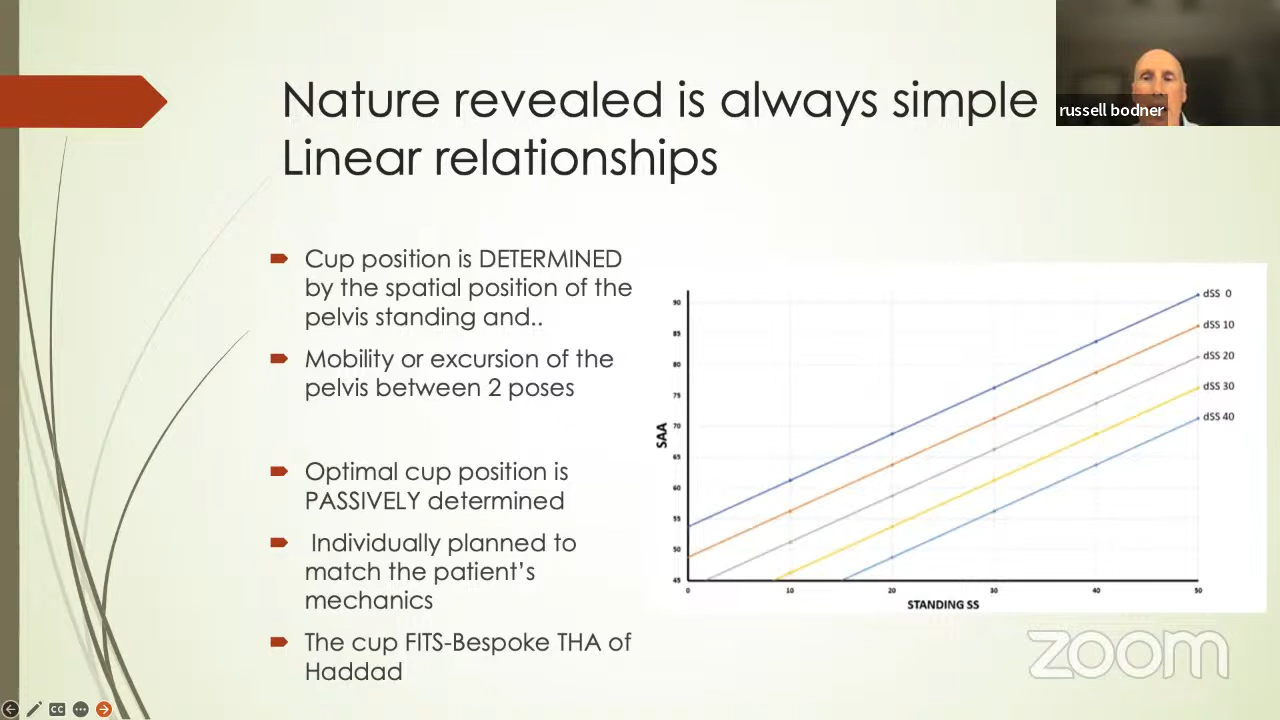 Nature revealed is always simple
Linear relationships
russell bodner
Cup position is DETERMINED
by the spatial position of the
pelvis standing and..
Mobility or excursion of the
pelvis between 2 poses
Optimal cup position is
PASSIVELY determined
Individually planned to
match the patient's
mechanics
The cup FITS-Bespoke THA of
Haddad
90
85
80
75
70
65
60
55
50
45
SAA
0
10
20
30
40
50
STANDING SS
dSS 0
dSS 10
dSS 20
dSS 30
dSS 40
zoom
CC